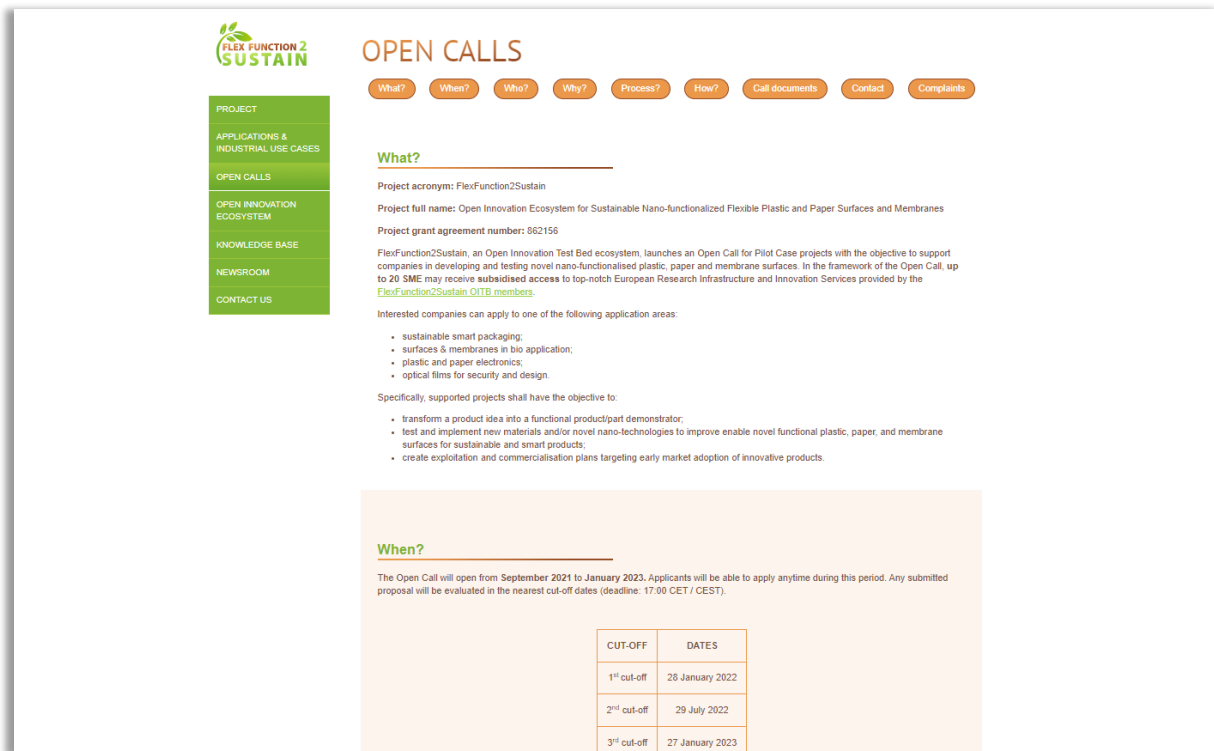 FLEX FUNCTION 2
SUSTAIN
OPEN CALLS
What?
When?
Who?
Why?
Process?
How?
Call documents
Contact
Complaints
PROJECT
APPLICATIONS &
INDUSTRIAL USE CASES
OPEN CALLS
OPEN INNOVATION
ECOSYSTEM
KNOWLEDGE BASE
NEWSROOM
CONTACT US
What?
Project acronym: FlexFunction2Sustain
Project full name: Open Innovation Ecosystem for Sustainable Nano-functionalized Flexible Plastic and Paper Surfaces and Membranes
Project grant agreement number: 862156
FlexFunction2Sustain, an Open Innovation Test Bed ecosystem, launches an Open Call for Pilot Case projects with the objective to support
companies in developing and testing novel nano-functionalised plastic, paper and membrane surfaces. In the framework of the Open Call, up
to 20 SME may receive subsidised access to top-notch European Research Infrastructure and Innovation Services provided by the
FlexFunction2Sustain OITB members.
Interested companies can apply to one of the following application areas:
• sustainable smart packaging;
• surfaces & membranes in bio application;
• plastic and paper electronics;
• optical films for security and design.
Specifically, supported projects shall have the objective to:
• transform a product idea into a functional product/part demonstrator;
• test and implement new materials and/or novel nano-technologies to improve enable novel functional plastic, paper, and membrane
surfaces for sustainable and smart products;
• create exploitation and commercialisation plans targeting early market adoption of innovative products.
When?
The Open Call will open from September 2021 to January 2023. Applicants will be able to apply anytime during this period. Any submitted
proposal will be evaluated in the nearest cut-off dates (deadline: 17:00 CET / CEST).
CUT-OFF DATES
1st cut-off 28 January 2022
2nd cut-off 29 July 2022
3rd cut-off 27 January 2023